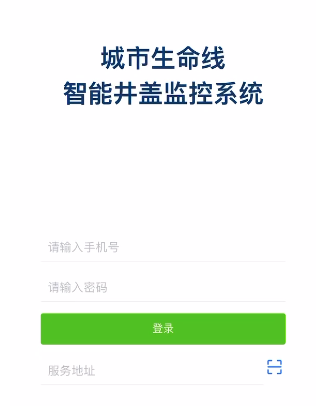 城市生命线
智能井盖监控系统
请输入手机号
请输入密码
登录
服务地址